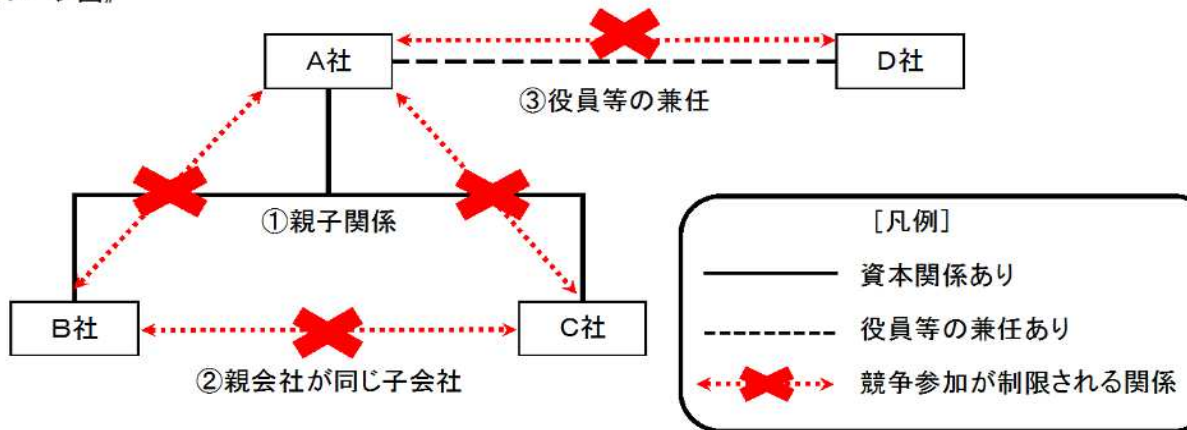 A社
D社
③役員等の兼任
①親子関係
B社
C社
②親会社が同じ子会社
[凡例]
資本関係あり
役員等の兼任あり
競争参加が制限される関係